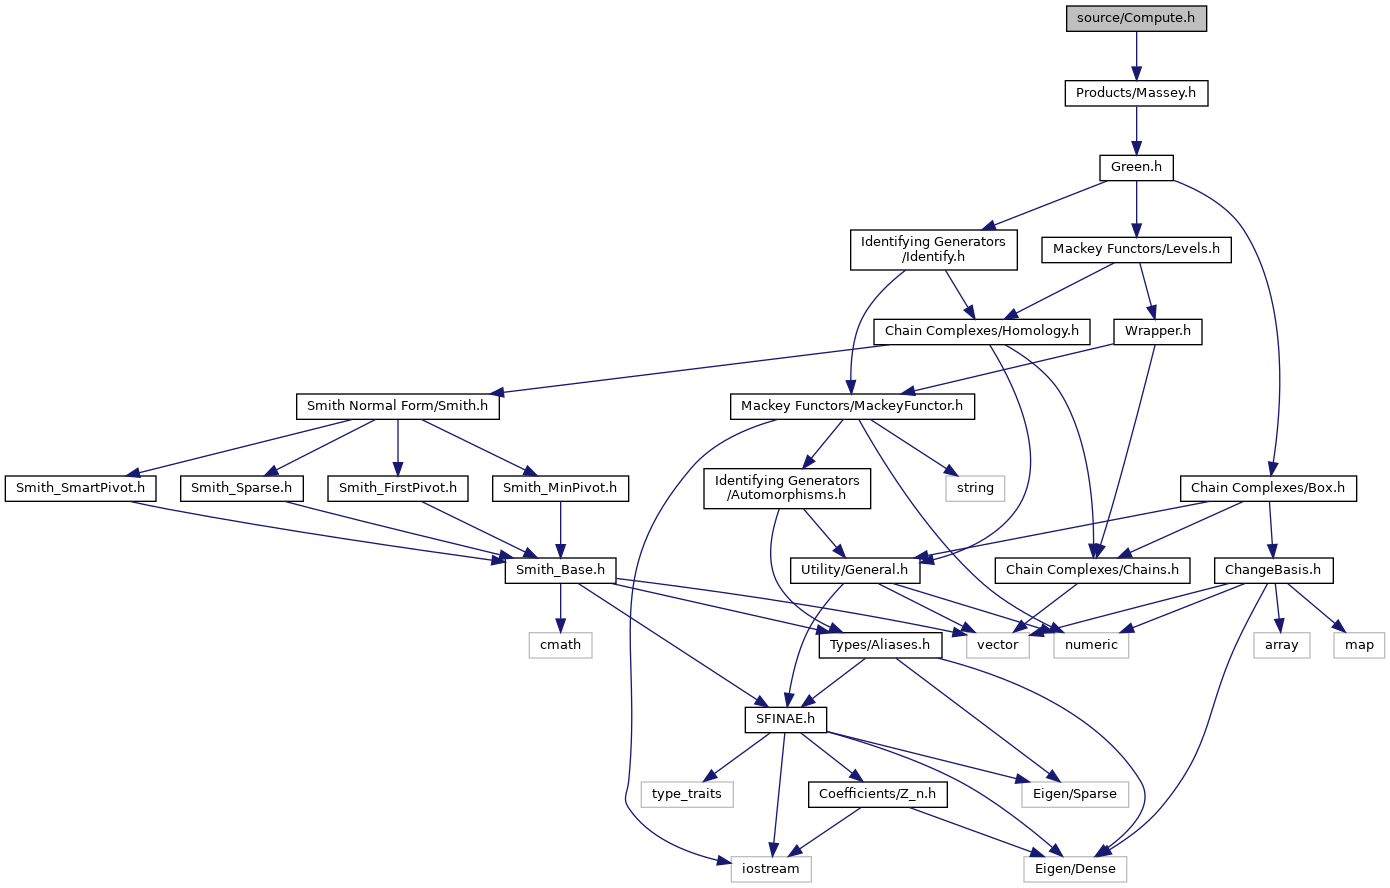 source/Compute.h
Products/Massey.h
Green.h
Identifying Generators
/Identify.h
Mackey Functors/Levels.h
Chain Complexes/Homology.h
Wrapper.h
Smith Normal Form/Smith.h
Mackey Functors/MackeyFunctor.h
Smith_SmartPivot.h
Smith_Sparse.h
Smith_FirstPivot.h
Smith_MinPivot.h
Identifying Generators
/Automorphisms.h
string
Chain Complexes/Box.h
Smith_Base.h
Utility/General.h
Chain Complexes/Chains.h
ChangeBasis.h
cmath
Types/Aliases.h
vector
numeric
array
map
SFINAE.h
type_traits
Coefficients/Z_n.h
Eigen/Sparse
iostream
Eigen/Dense